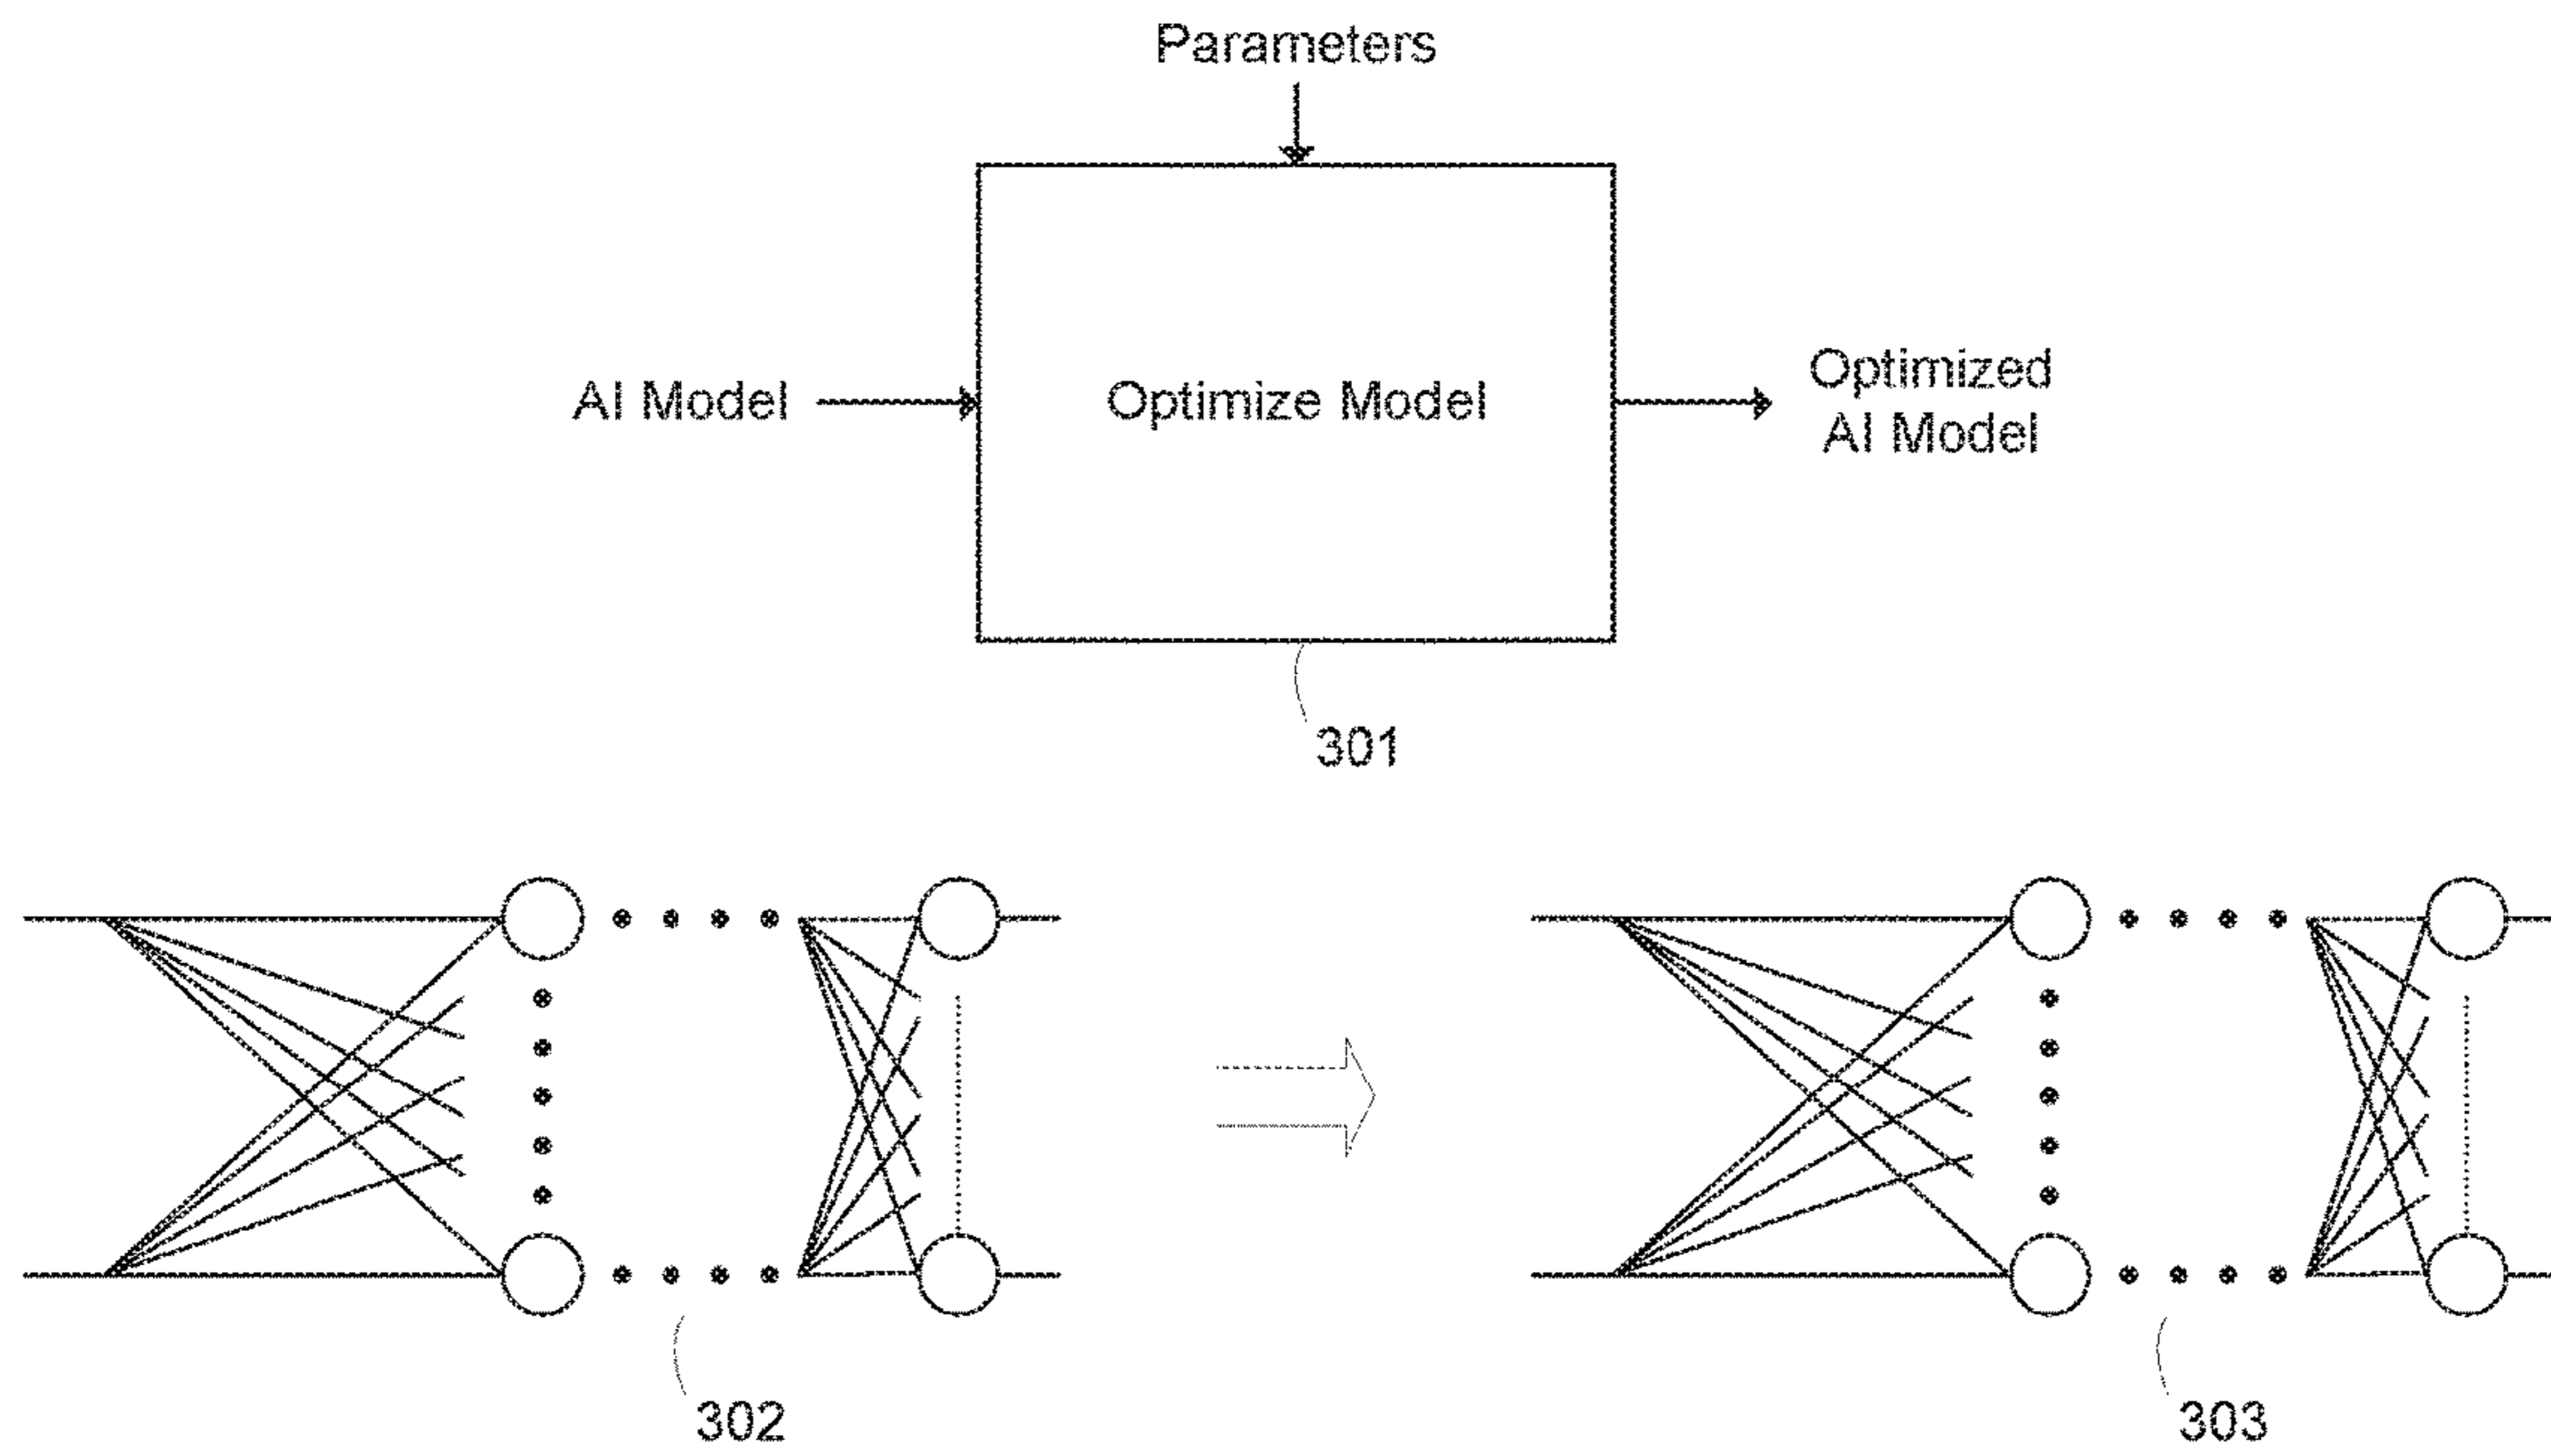 Parameters
AI Model
Optimize Model
Optimized
AI Model
301
302
303